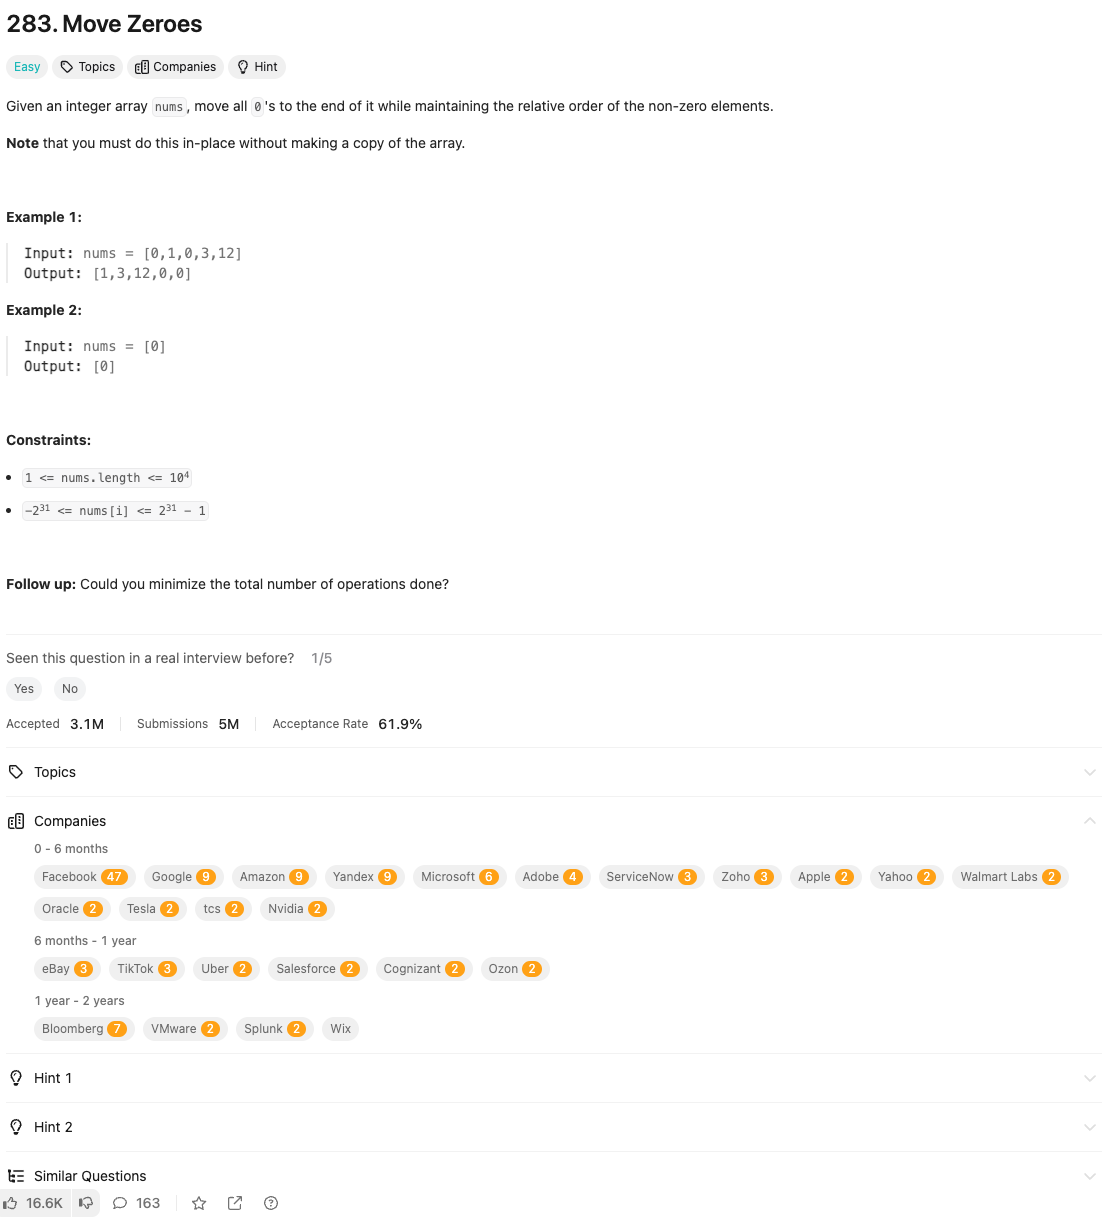 283. Move Zeroes
Easy Topics Companies Hint
Given an integer array nums, move all 0's to the end of it while maintaining the relative order of the non-zero elements.
Note that you must do this in-place without making a copy of the array.
Example 1:
Input: nums = [0,1,0,3,12]
Output: [1,3,12,0,0]
Example 2:
Input: nums = [0]
Output: [0]
Constraints:
• 1 <= nums.length <= 10⁴
• -2³¹ <= nums[i] <= 2³¹ - 1
Follow up: Could you minimize the total number of operations done?
Seen this question in a real interview before? 1/5
Yes No
Accepted 3.1M Submissions 5M Acceptance Rate 61.9%
Topics
Companies
0 - 6 months
Facebook 47 Google 9 Amazon 9 Yandex 9 Microsoft 6 Adobe 4 ServiceNow 3 Zoho 3 Apple 2 Yahoo 2 Walmart Labs 2
Oracle 2 Tesla 2 tcs 2 Nvidia 2
6 months - 1 year
eBay 3 TikTok 3 Uber 2 Salesforce 2 Cognizant 2 Ozon 2
1 year - 2 years
Bloomberg 7 VMware 2 Splunk 2 Wix
Hint 1
Hint 2
Similar Questions
16.6K 163